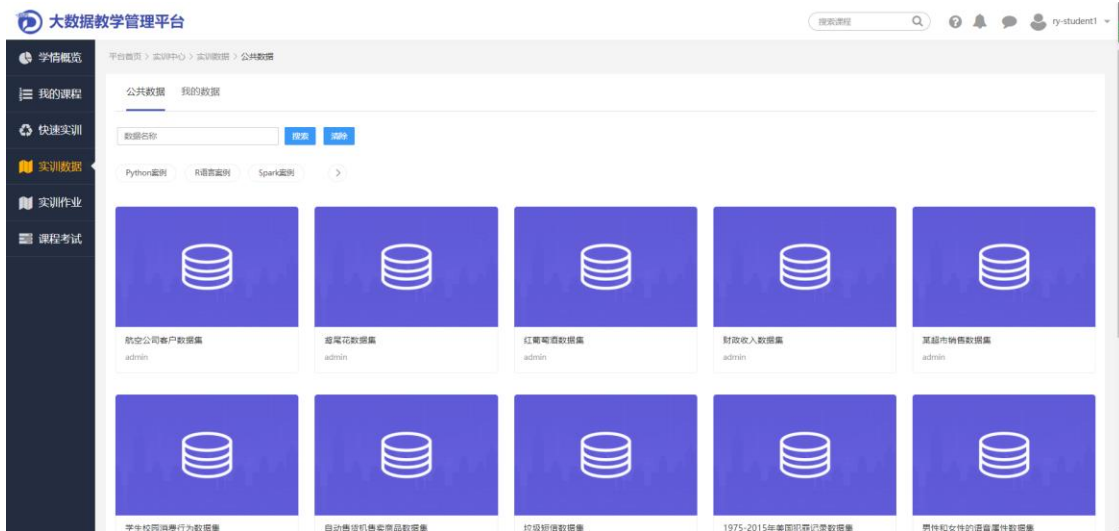 大数据教学管理平台
搜索课程
ry-student1
学情概览
我的课程
快速实训
实训数据
实训作业
课程考试
平台首页 > 实训中心 > 实训数据 > 公共数据
公共数据 我的数据
数据名称 搜索 清除
Python案例 R语言案例 Spark案例 >
航空公司客户数据集 鸢尾花数据集 红葡萄酒数据集 财政收入数据集 某超市销售数据集
admin admin admin admin admin
学生校园消费行为数据集 自动售货机售卖商品数据集 垃圾短信数据集 1975-2015年美国犯罪记录数据集 男性和女性的语音属性数据集